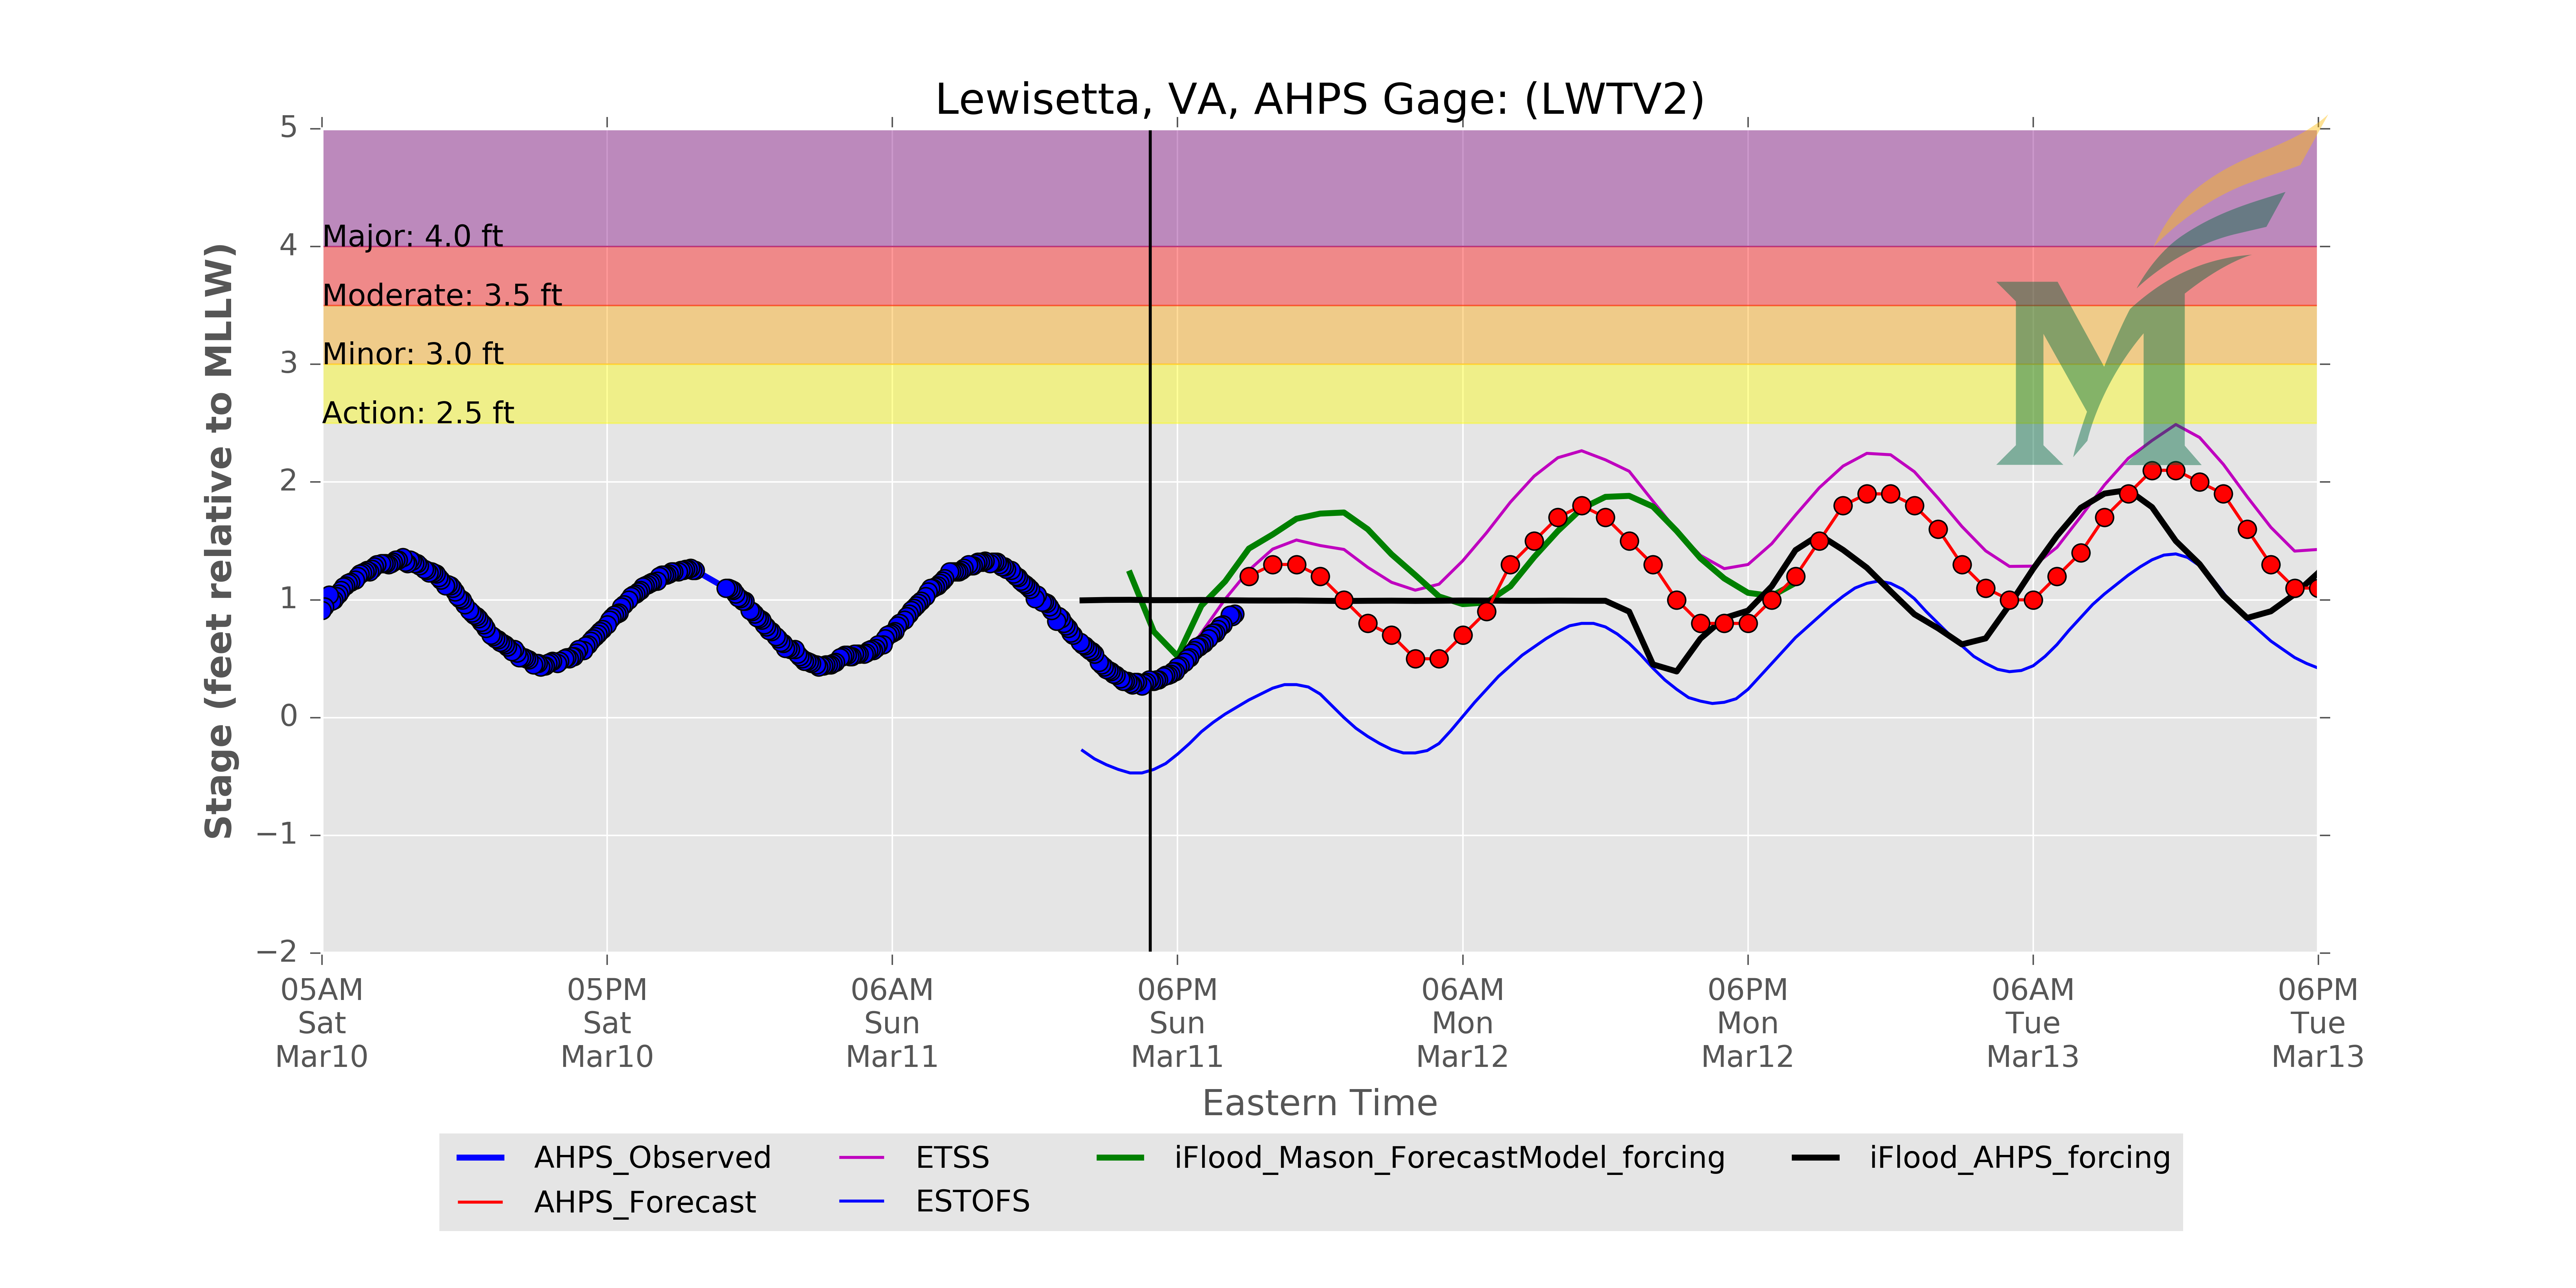 Lewisetta, VA, AHPS Gage: (LWTV2)
Stage (feet relative to MLLW)
5
4
3
2
1
0
−1
−2
Major: 4.0 ft
Moderate: 3.5 ft
Minor: 3.0 ft
Action: 2.5 ft
M
05AM
Sat
Mar10
05PM
Sat
Mar10
06AM
Sun
Mar11
06PM
Sun
Mar11
06AM
Mon
Mar12
06PM
Mon
Mar12
06AM
Tue
Mar13
06PM
Tue
Mar13
Eastern Time
AHPS_Observed
AHPS_Forecast
ETSS
ESTOFS
iFlood_Mason_ForecastModel_forcing
iFlood_AHPS_forcing